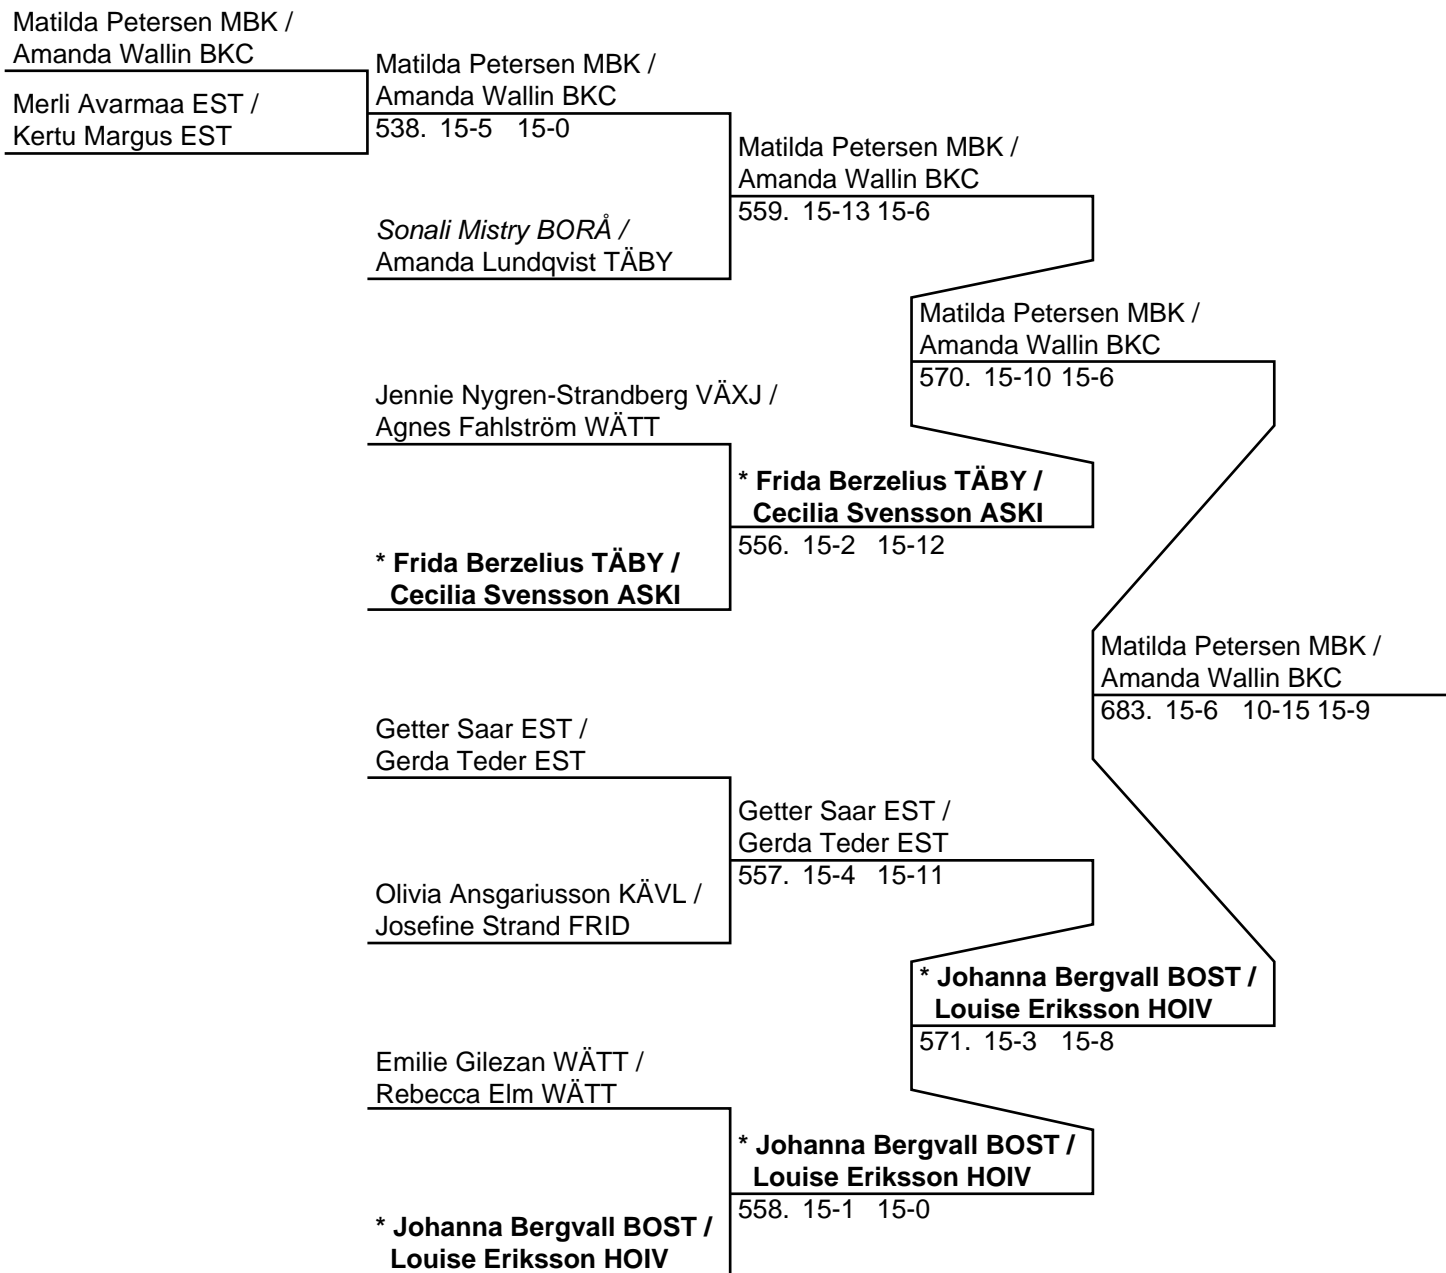 Matilda Petersen MBK /
Amanda Wallin BKC
Merli Avarmaa EST /
Kertu Margus EST
Matilda Petersen MBK /
Amanda Wallin BKC
538. 15-5 15-0
Sonali Mistry BORÅ /
Amanda Lundqvist TÄBY
Matilda Petersen MBK /
Amanda Wallin BKC
559. 15-13 15-6
Jennie Nygren-Strandberg VÄXJ /
Agnes Fahlström WÄTT
* Frida Berzelius TÄBY /
Cecilia Svensson ASKI
* Frida Berzelius TÄBY /
Cecilia Svensson ASKI
556. 15-2 15-12
Matilda Petersen MBK /
Amanda Wallin BKC
570. 15-10 15-6
Getter Saar EST /
Gerda Teder EST
Olivia Ansgariusson KÄVL /
Josefine Strand FRID
Getter Saar EST /
Gerda Teder EST
557. 15-4 15-11
Emilie Gilezan WÄTT /
Rebecca Elm WÄTT
* Johanna Bergvall BOST /
Louise Eriksson HOIV
* Johanna Bergvall BOST /
Louise Eriksson HOIV
558. 15-1 15-0
* Johanna Bergvall BOST /
Louise Eriksson HOIV
571. 15-3 15-8
Matilda Petersen MBK /
Amanda Wallin BKC
683. 15-6 10-15 15-9